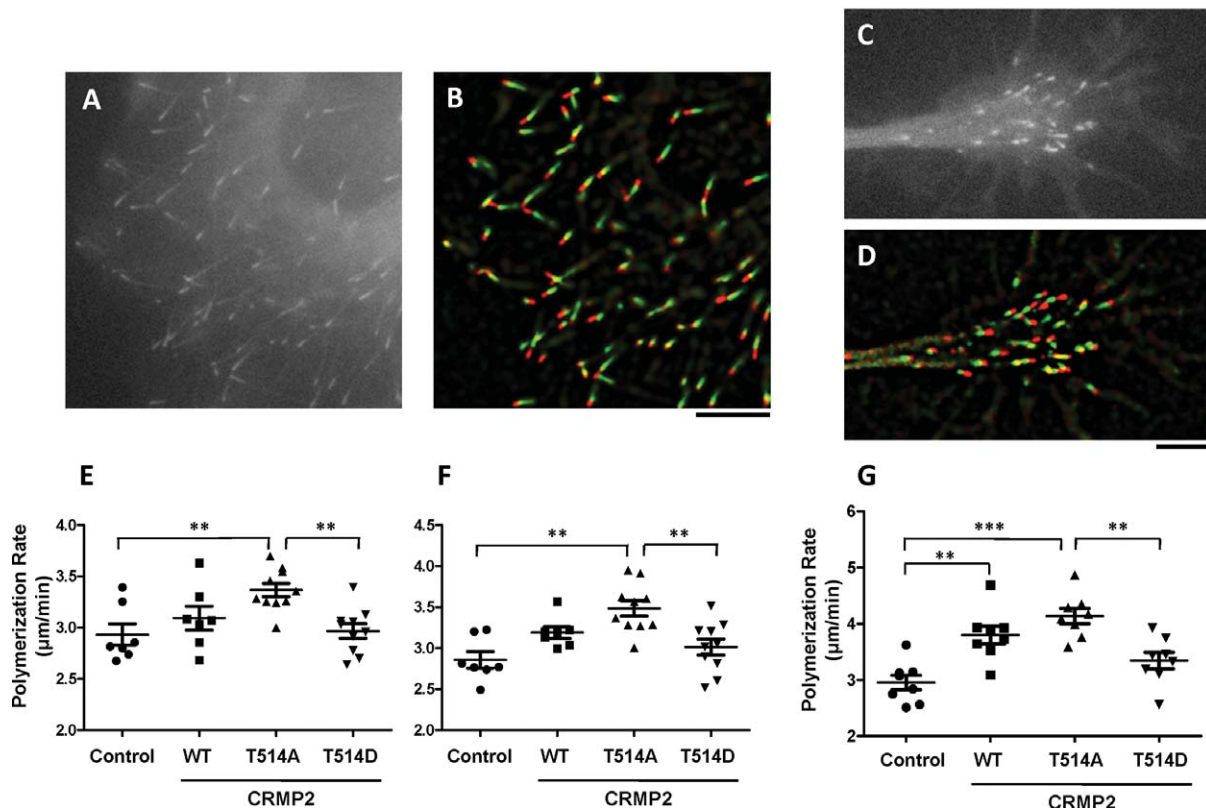 A
B
C
D
E
Polymerization Rate
(µm/min)
4.0
3.5
3.0
2.5
2.0
** **
Control WT T514A T514D
CRMP2
F
4.5
4.0
3.5
3.0
2.5
2.0
** **
Control WT T514A T514D
CRMP2
G
Polymerization Rate
(µm/min)
6
5
4
3
2
*** **
**
Control WT T514A T514D
CRMP2